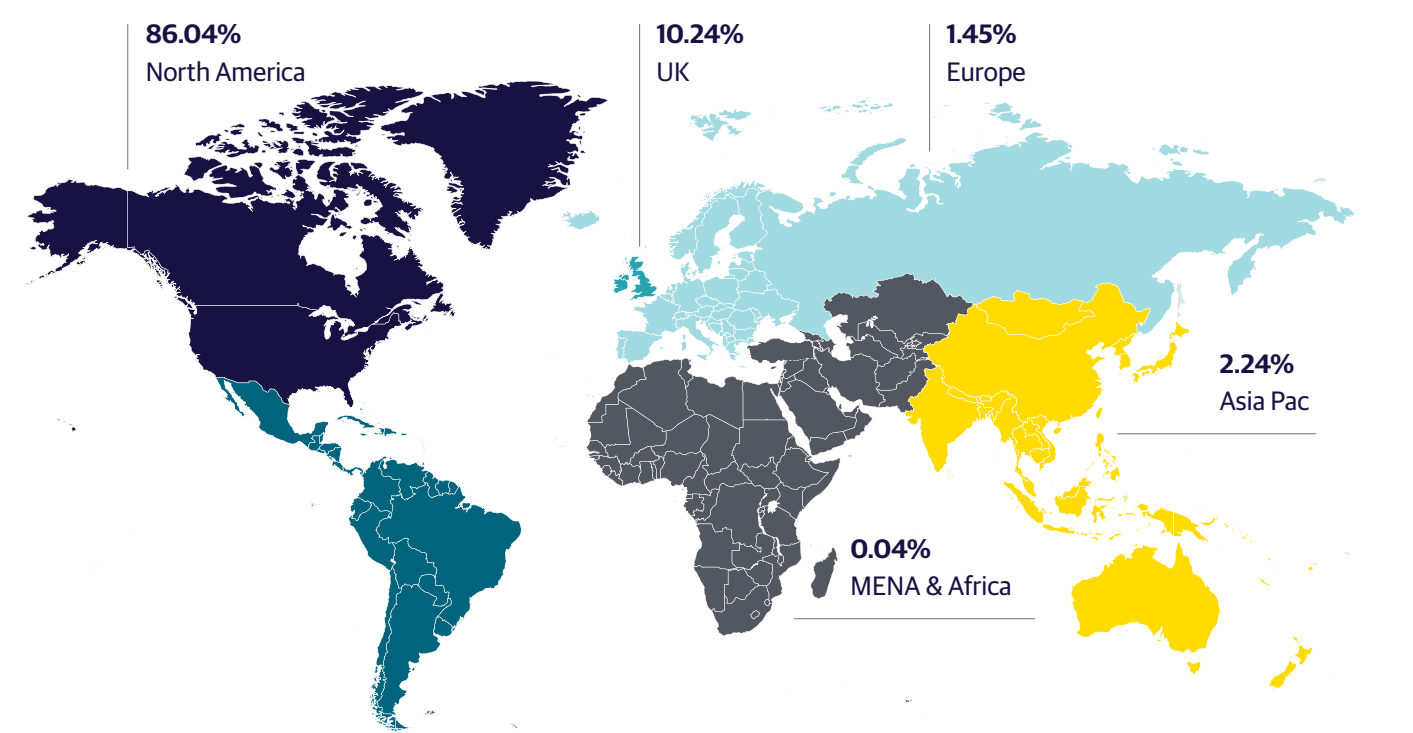 86.04%
North America
10.24%
UK
1.45%
Europe
2.24%
Asia Pac
0.04%
MENA & Africa